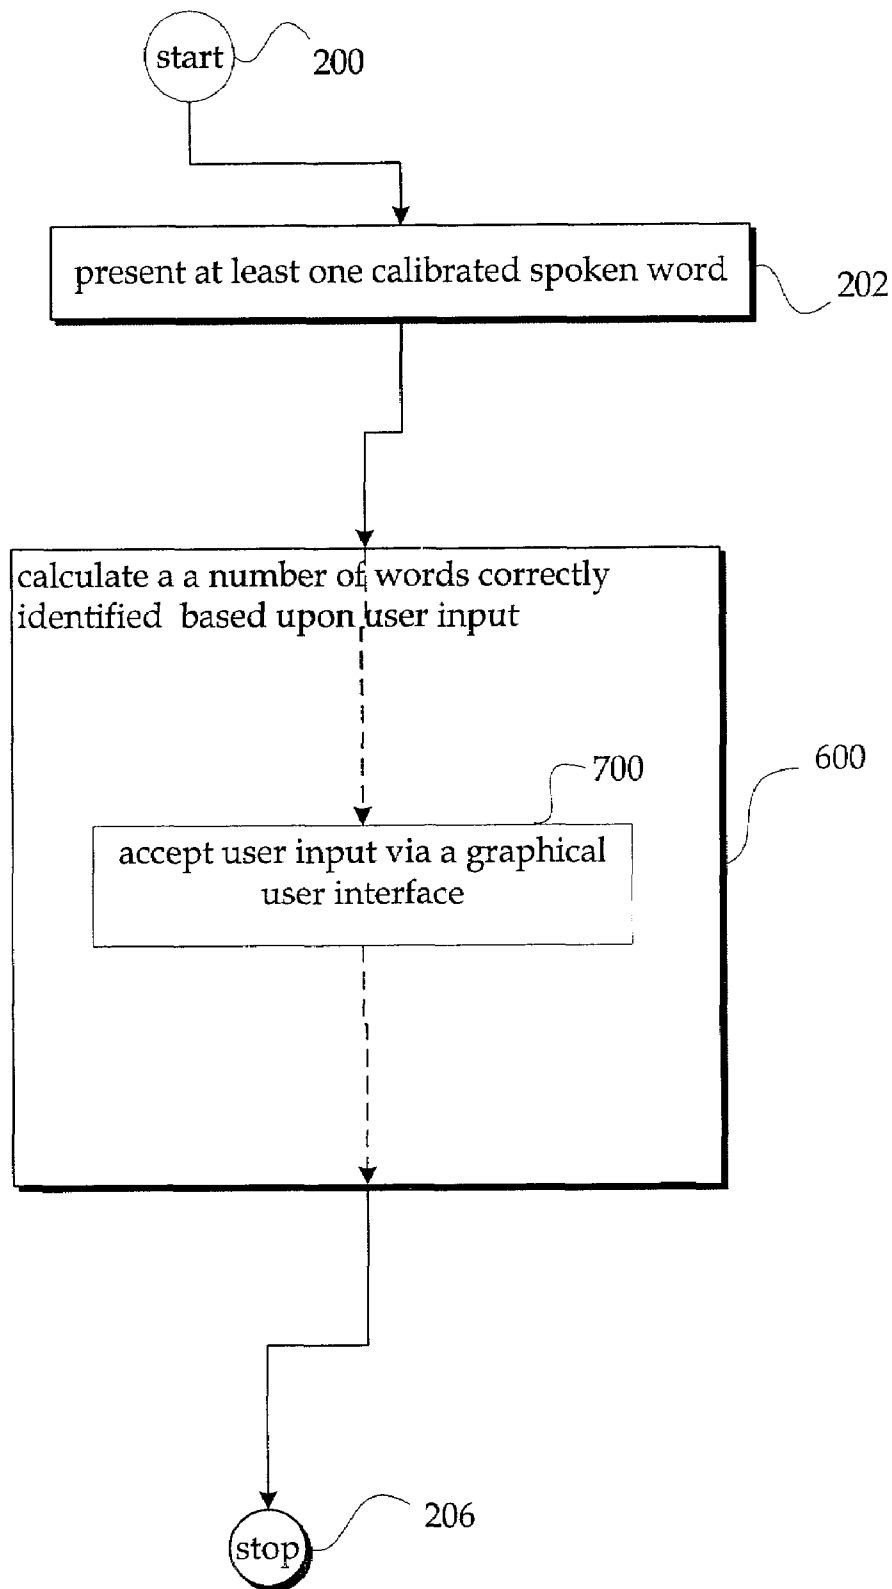 start
200
present at least one calibrated spoken word
202
calculate a a number of words correctly
identified based upon user input
600
700
accept user input via a graphical
user interface
206
stop